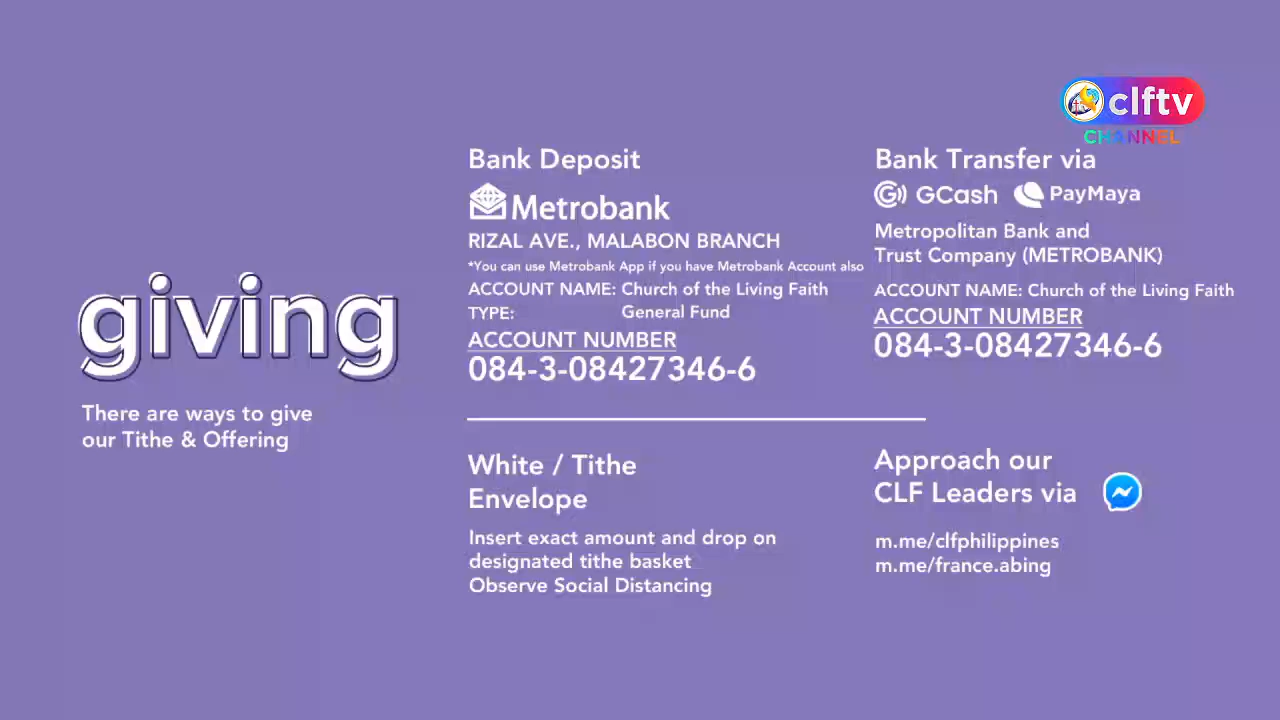 clftv
CHANNEL
giving
There are ways to give
our Tithe & Offering
Bank Deposit
Metrobank
RIZAL AVE., MALABON BRANCH
*You can use Metrobank App if you have Metrobank Account also
ACCOUNT NAME: Church of the Living Faith
TYPE: General Fund
ACCOUNT NUMBER
084-3-08427346-6
Bank Transfer via
GCash PayMaya
Metropolitan Bank and
Trust Company (METROBANK)
ACCOUNT NAME: Church of the Living Faith
ACCOUNT NUMBER
084-3-08427346-6
White / Tithe
Envelope
Insert exact amount and drop on
designated tithe basket
Observe Social Distancing
Approach our
CLF Leaders via
m.me/clfphilippines
m.me/france.abing